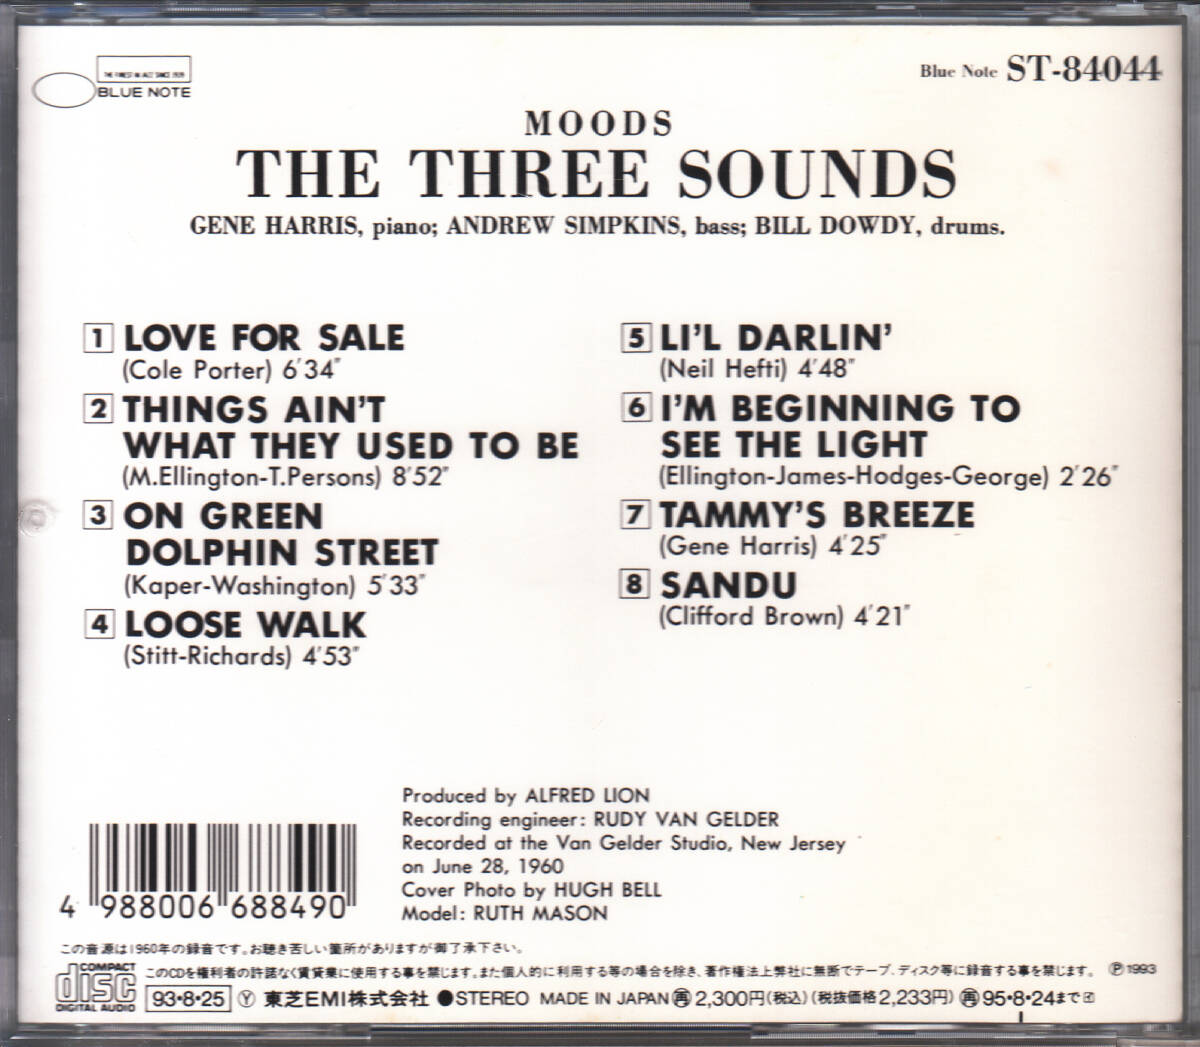 THE FINEST IN JAZZ SINCE 1939
BLUE NOTE
Blue Note ST-84044
MOODS
THE THREE SOUNDS
GENE HARRIS, piano; ANDREW SIMPKINS, bass; BILL DOWDY, drums.
1 LOVE FOR SALE
(Cole Porter) 6′34″
2 THINGS AIN'T
WHAT THEY USED TO BE
(M.Ellington-T.Persons) 8′52″
3 ON GREEN
DOLPHIN STREET
(Kaper-Washington) 5′33″
4 LOOSE WALK
(Stitt-Richards) 4′53″
5 LI'L DARLIN'
(Neil Hefti) 4′48″
6 I'M BEGINNING TO
SEE THE LIGHT
(Ellington-James-Hodges-George) 2′26″
7 TAMMY'S BREEZE
(Gene Harris) 4′25″
8 SANDU
(Clifford Brown) 4′21″
Produced by ALFRED LION
Recording engineer: RUDY VAN GELDER
Recorded at the Van Gelder Studio, New Jersey
on June 28, 1960
Cover Photo by HUGH BELL
Model: RUTH MASON
4 988006 688490
この音源は1960年の録音です。お聴き苦しい箇所がありますが御了承下さい。
COMPACT disc DIGITAL AUDIO
このCDを権利者の許諾なく賃貸業に使用する事を禁じます。また個人的に利用する等の場合を除き、著作権法上弊社に無断でテープ、ディスク等に録音する事を禁じます。 Ⓟ1993
93・8・25 Ⓨ 東芝EMI株式会社 ●STEREO MADE IN JAPAN ㊢2,300円(税込)(税抜価格2,233円) ㊢95・8・24まで